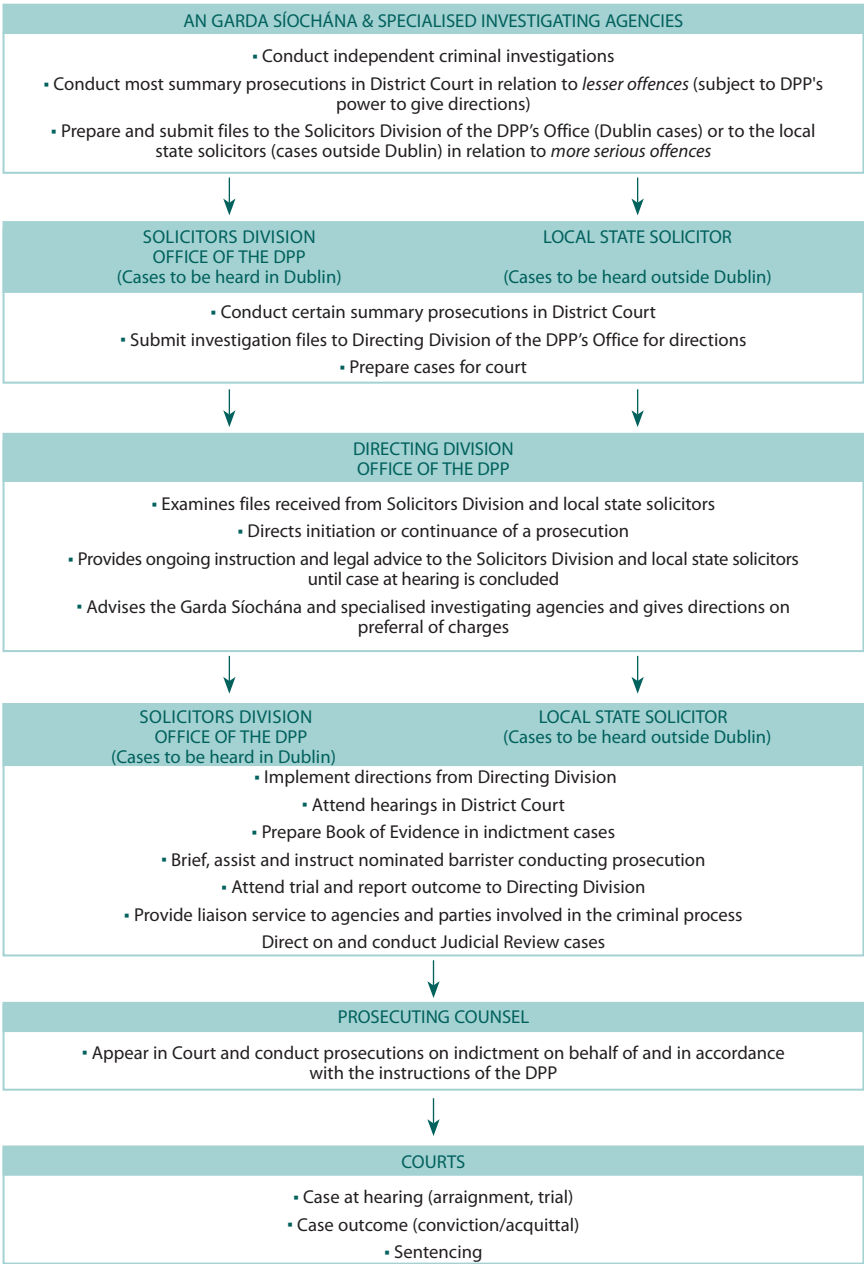 AN GARDA SÍOCHÁNA & SPECIALISED INVESTIGATING AGENCIES
▪ Conduct independent criminal investigations
▪ Conduct most summary prosecutions in District Court in relation to lesser offences (subject to DPP's
power to give directions)
▪ Prepare and submit files to the Solicitors Division of the DPP’s Office (Dublin cases) or to the local
state solicitors (cases outside Dublin) in relation to more serious offences
SOLICITORS DIVISION
OFFICE OF THE DPP
(Cases to be heard in Dublin)
LOCAL STATE SOLICITOR
(Cases to be heard outside Dublin)
▪ Conduct certain summary prosecutions in District Court
▪ Submit investigation files to Directing Division of the DPP’s Office for directions
▪ Prepare cases for court
DIRECTING DIVISION
OFFICE OF THE DPP
▪ Examines files received from Solicitors Division and local state solicitors
▪ Directs initiation or continuance of a prosecution
▪ Provides ongoing instruction and legal advice to the Solicitors Division and local state solicitors
until case at hearing is concluded
▪ Advises the Garda Síochána and specialised investigating agencies and gives directions on
preferral of charges
SOLICITORS DIVISION
OFFICE OF THE DPP
(Cases to be heard in Dublin)
LOCAL STATE SOLICITOR
(Cases to be heard outside Dublin)
▪ Implement directions from Directing Division
▪ Attend hearings in District Court
▪ Prepare Book of Evidence in indictment cases
▪ Brief, assist and instruct nominated barrister conducting prosecution
▪ Attend trial and report outcome to Directing Division
▪ Provide liaison service to agencies and parties involved in the criminal process
Direct on and conduct Judicial Review cases
PROSECUTING COUNSEL
▪ Appear in Court and conduct prosecutions on indictment on behalf of and in accordance
with the instructions of the DPP
COURTS
▪ Case at hearing (arraignment, trial)
▪ Case outcome (conviction/acquittal)
▪ Sentencing